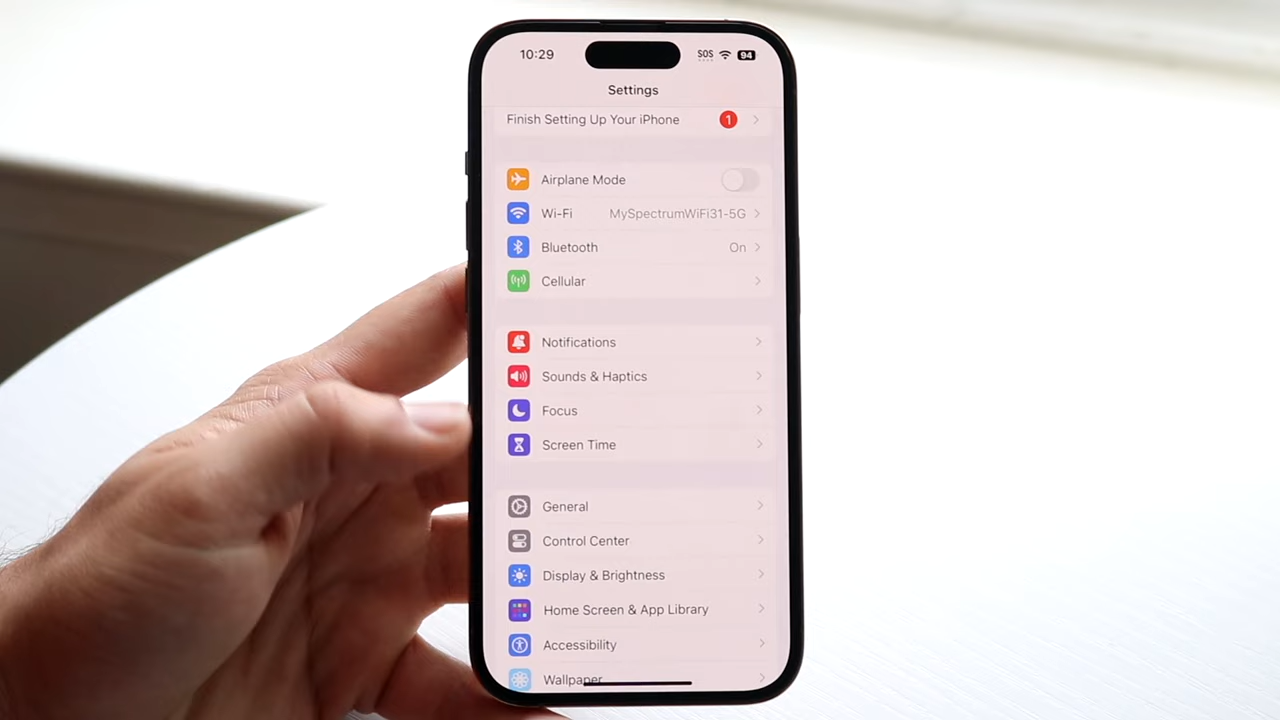 10:29 SOS 94
Settings
Finish Setting Up Your iPhone 1
Airplane Mode
Wi-Fi MySpectrumWiFi31-5G
Bluetooth On
Cellular
Notifications
Sounds & Haptics
Focus
Screen Time
General
Control Center
Display & Brightness
Home Screen & App Library
Accessibility
Wallpaper